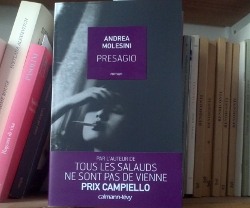 ANDREA
MOLESINI
PRESAGIO
roman
PAR L'AUTEUR DE
TOUS LES SALAUDS
NE SONT PAS DE VIENNE
PRIX CAMPIELLO
calmann-lévy